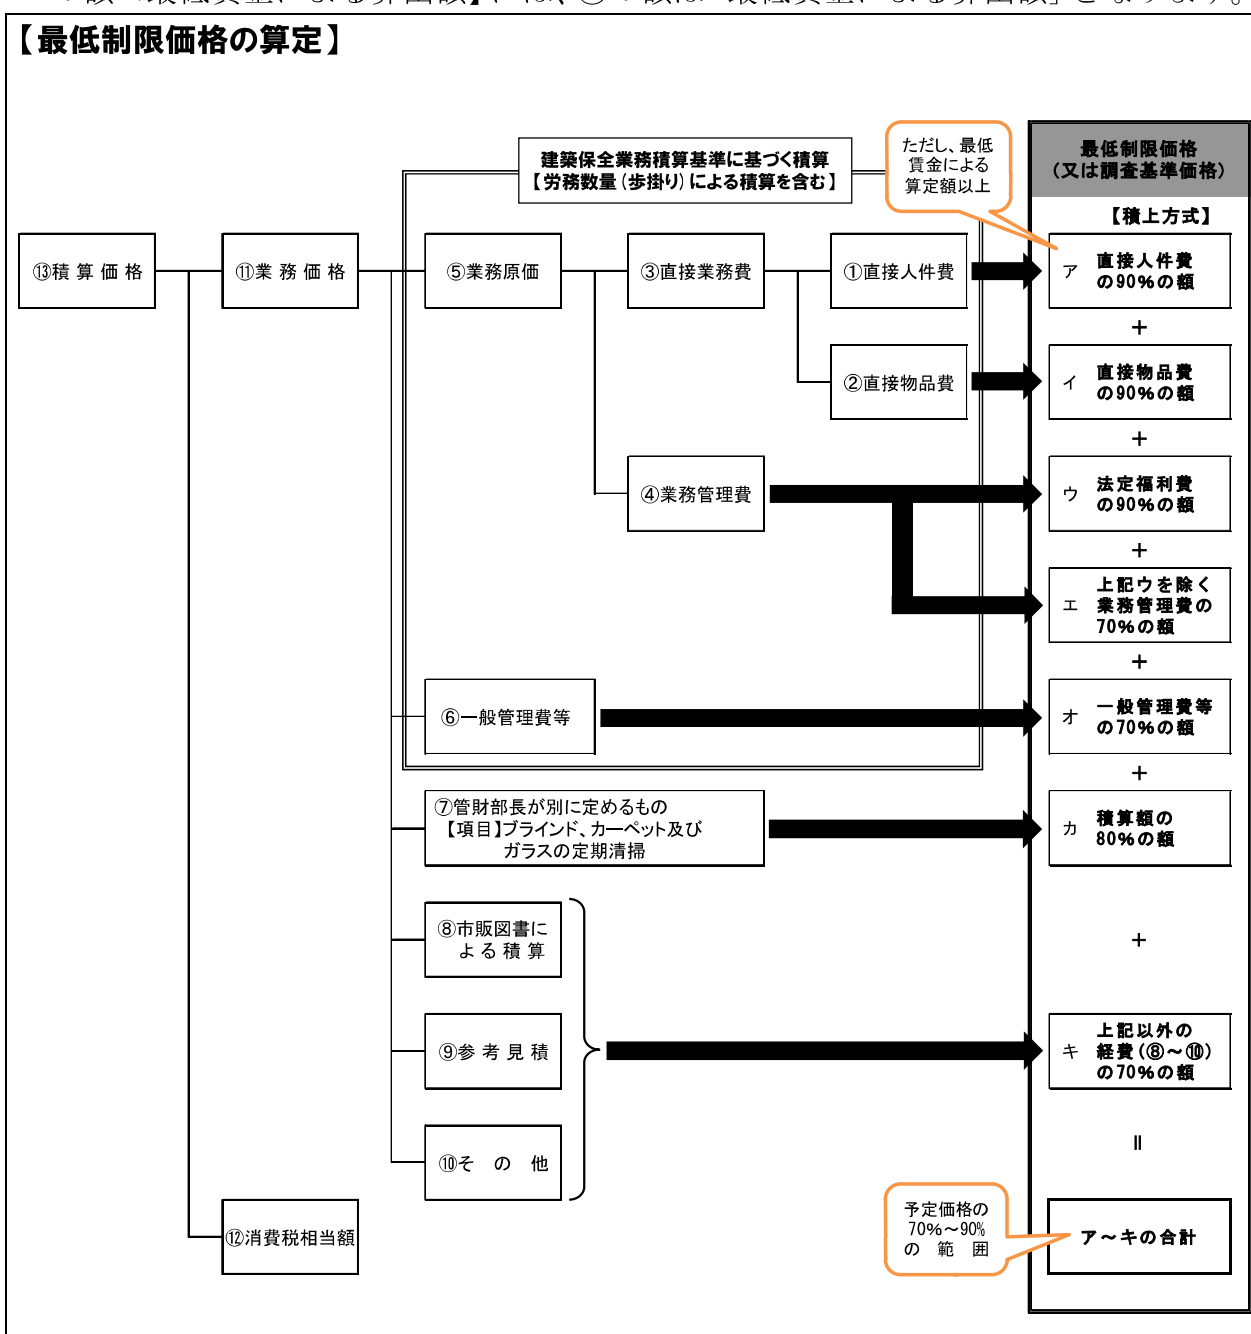 【最低制限価格の算定】
建築保全業務積算基準に基づく積算
【労務数量(歩掛り)による積算を含む】
ただし、最低
賃金による
算定額以上
最低制限価格
(又は調査基準価格)
【積上方式】
⑬積算価格
⑪業務価格
⑤業務原価
③直接業務費
①直接人件費
ア 直接人件費
の90%の額
+
②直接物品費
イ 直接物品費
の90%の額
+
④業務管理費
ウ 法定福利費
の90%の額
+
エ 上記ウを除く
業務管理費の
70%の額
+
⑥一般管理費等
オ 一般管理費等
の70%の額
+
⑦管財部長が別に定めるもの
【項目】ブラインド、カーペット及び
ガラスの定期清掃
カ 積算額の
80%の額
+
⑧市販図書に
よる積算
⑨参考見積
キ 上記以外の
経費(⑧~⑩)
の70%の額
⑩その他
॥
⑫消費税相当額
予定価格の
70%~90%
の範囲
ア~キの合計